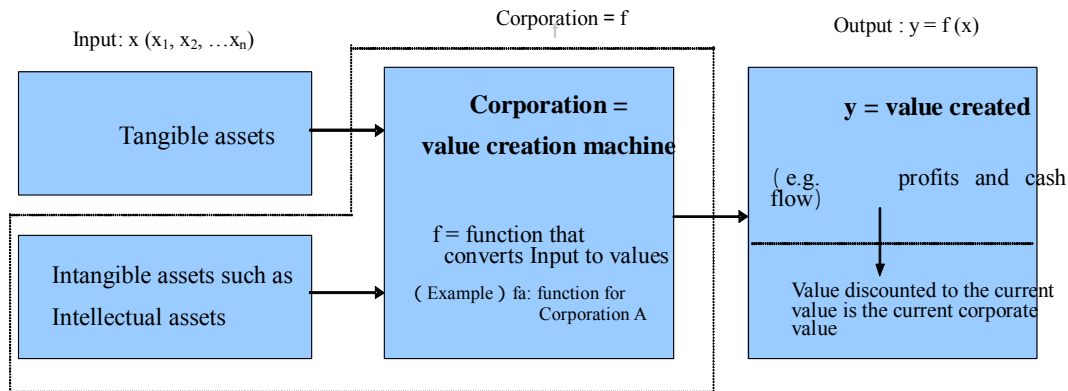 Input: x (x₁, x₂, …xₙ)
Corporation = f
f
Output : y = f (x)
Tangible assets
Intangible assets such as
Intellectual assets
Corporation =
value creation machine
f = function that
converts Input to values
( Example ) fa: function for
Corporation A
y = value created
( e.g. profits and cash
flow)
Value discounted to the current
value is the current corporate
value